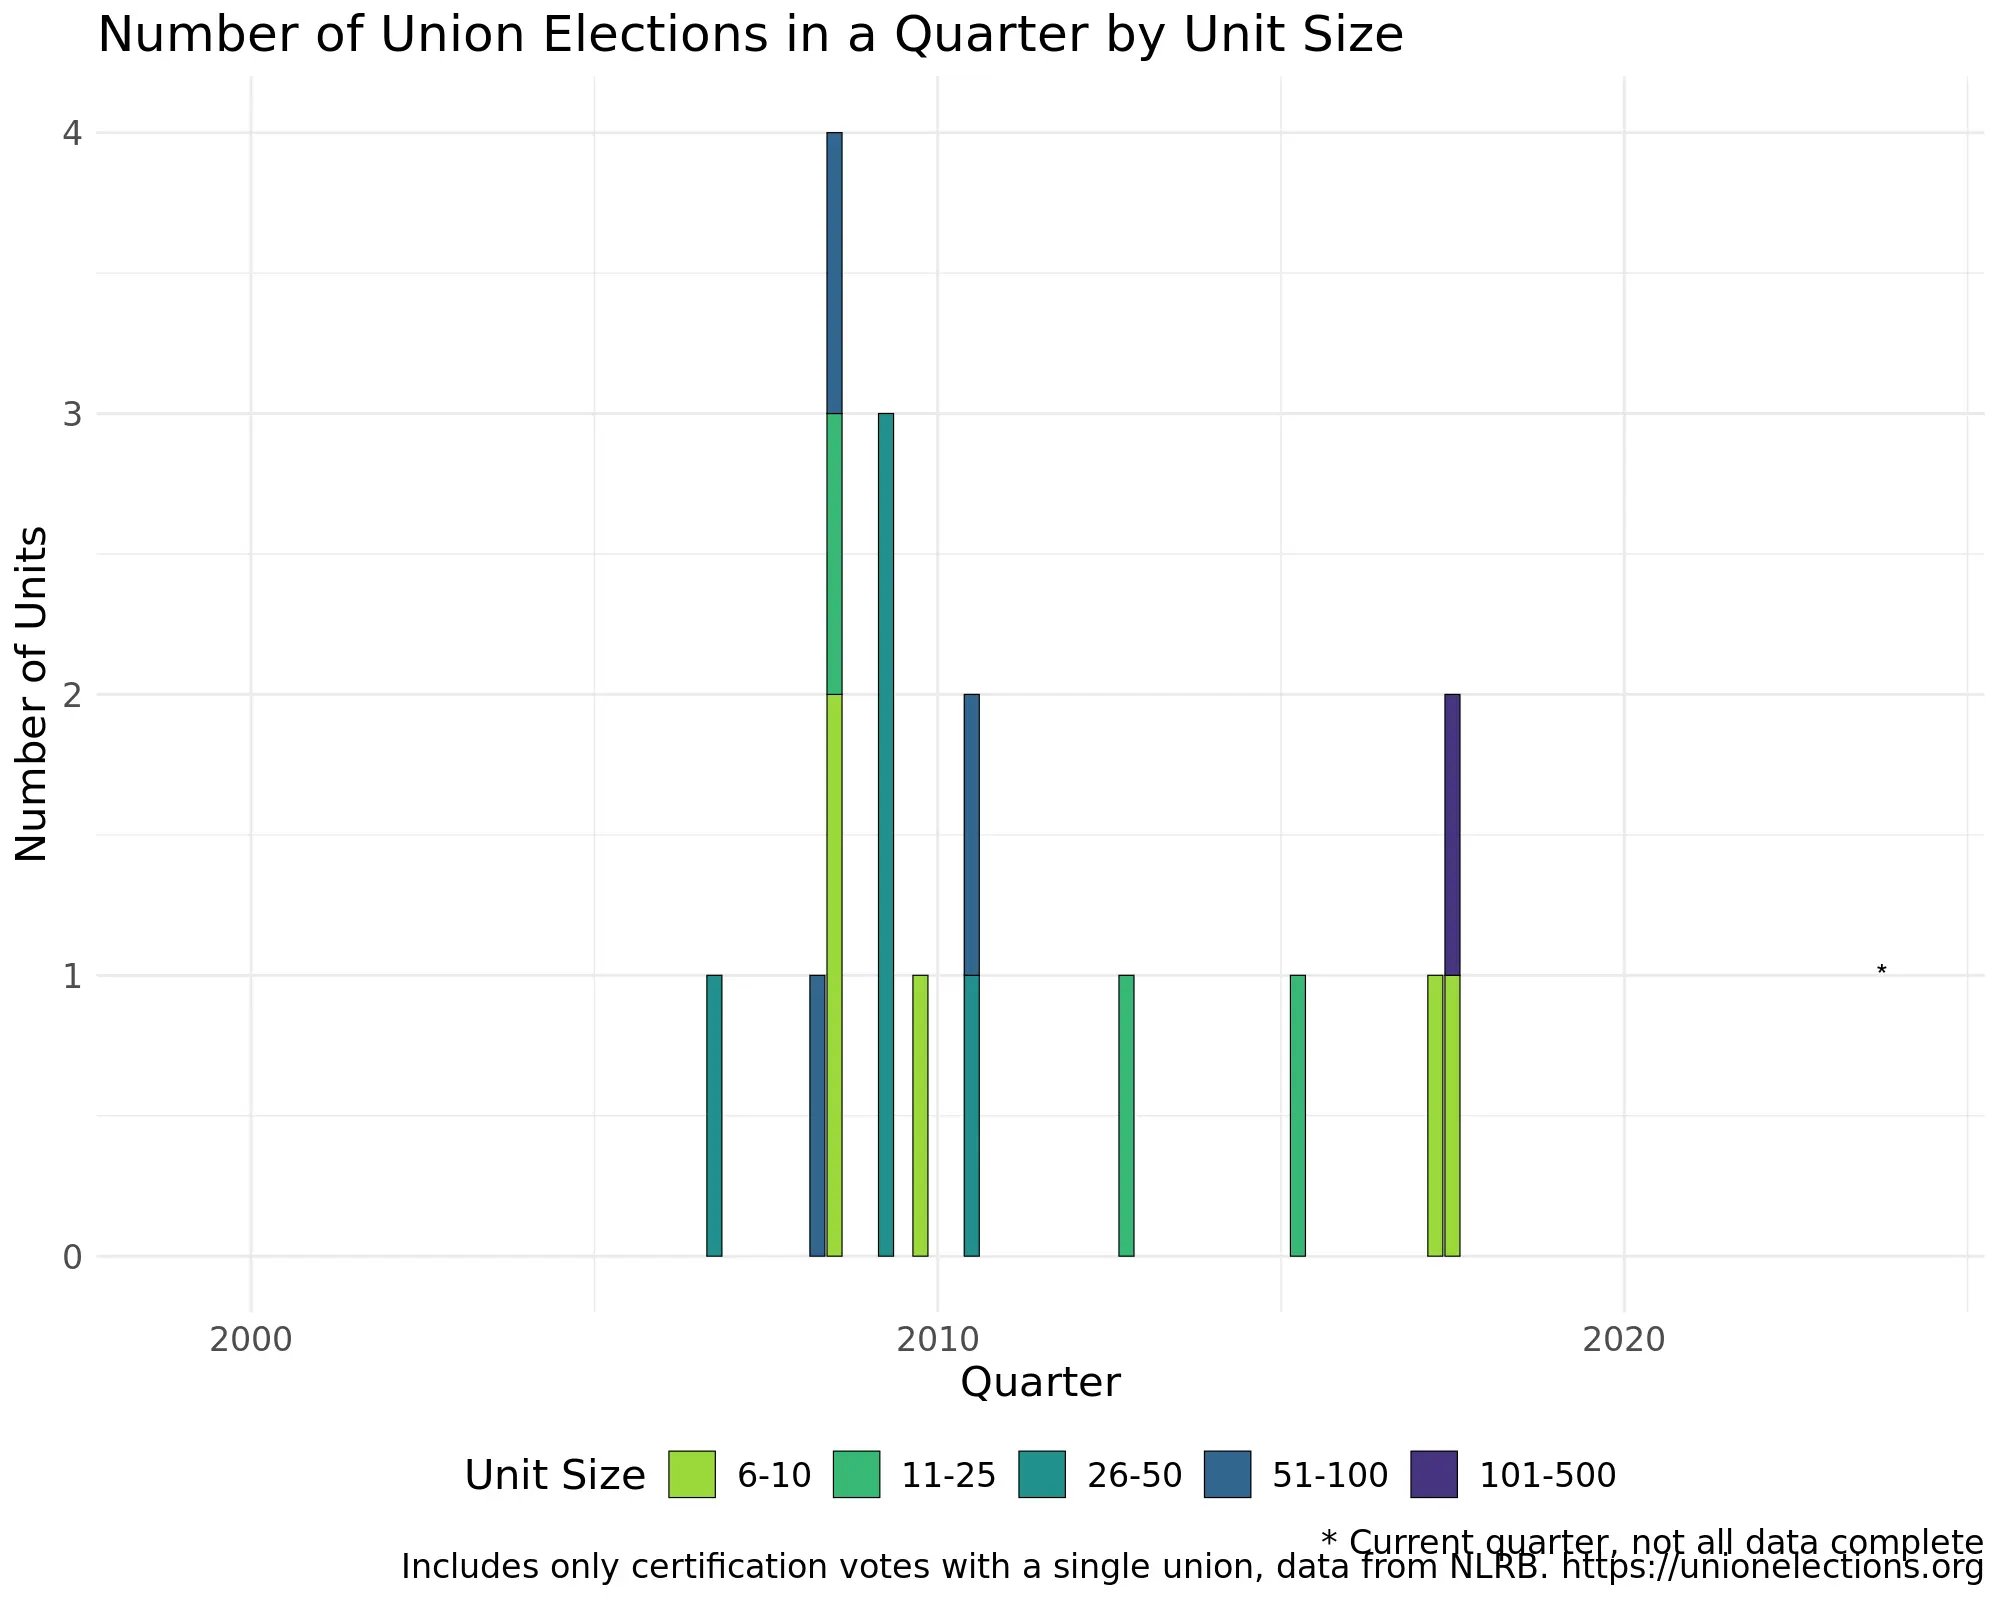 Number of Union Elections in a Quarter by Unit Size
Number of Units
4
3
2
1
0
*
2000 2010 2020
Quarter
Unit Size 6-10 11-25 26-50 51-100 101-500
* Current quarter, not all data complete
Includes only certification votes with a single union, data from NLRB. https://unionelections.org